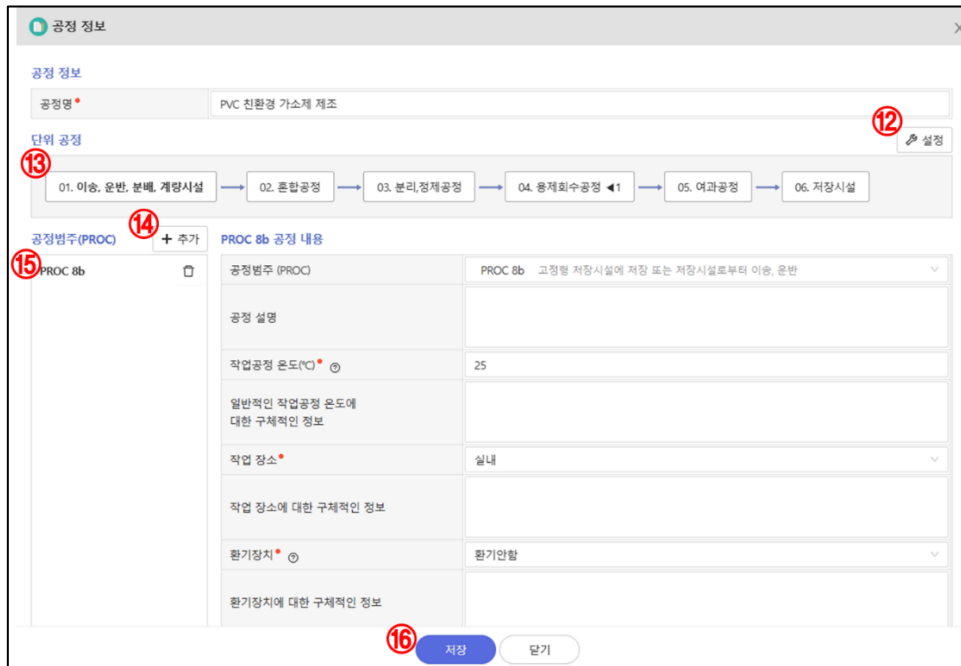 공정 정보
공정 정보
공정명
PVC 친환경 가소제 제조
⑫
단위 공정
설정
⑬
01. 이송, 운반, 분배, 계량시설
02. 혼합공정
03. 분리,정제공정
04. 용제회수공정 ◀1
05. 여과공정
06. 저장시설
⑭
공정범주(PROC)
+ 추가
PROC 8b 공정 내용
⑮
PROC 8b
공정범주 (PROC)
PROC 8b 고정형 저장시설에 저장 또는 저장시설로부터 이송, 운반
공정 설명
작업공정 온도(℃)
25
일반적인 작업공정 온도에
대한 구체적인 정보
작업 장소
실내
작업 장소에 대한 구체적인 정보
환기장치
환기안함
환기장치에 대한 구체적인 정보
⑯
저장
닫기